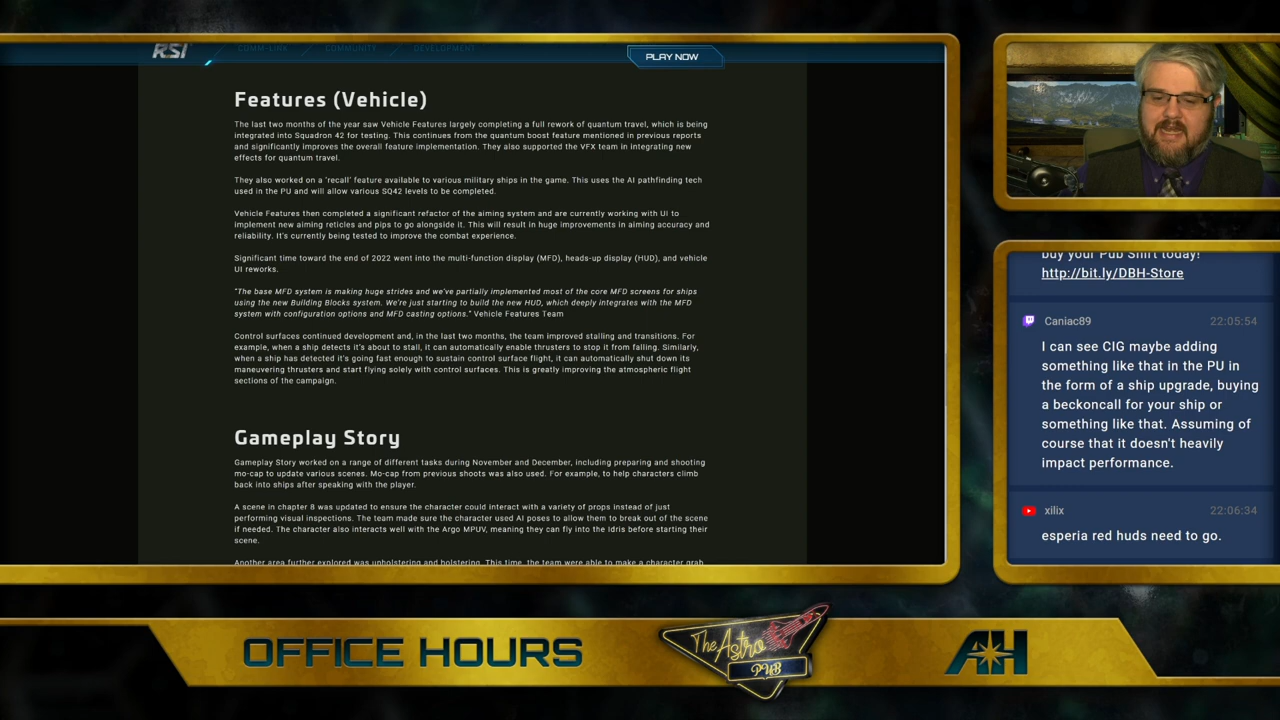 RSI
COMM-LINK
COMMUNITY
DEVELOPMENT
PLAY NOW
Features (Vehicle)
The last two months of the year saw Vehicle Features largely completing a full rework of quantum travel, which is being
integrated into Squadron 42 for testing. This continues from the quantum boost feature mentioned in previous reports
and significantly improves the overall feature implementation. They also supported the VFX team in integrating new
effects for quantum travel.
They also worked on a 'recall' feature available to various military ships in the game. This uses the AI pathfinding tech
used in the PU and will allow various SQ42 levels to be completed.
Vehicle Features then completed a significant refactor of the aiming system and are currently working with UI to
implement new aiming reticles and pips to go alongside it. This will result in huge improvements in aiming accuracy and
reliability. It's currently being tested to improve the combat experience.
Significant time toward the end of 2022 went into the multi-function display (MFD), heads-up display (HUD), and vehicle
UI reworks.
"The base MFD system is making huge strides and we've partially implemented most of the core MFD screens for ships
using the new Building Blocks system. We're just starting to build the new HUD, which deeply integrates with the MFD
system with configuration options and MFD casting options." Vehicle Features Team
Control surfaces continued development and, in the last two months, the team improved stalling and transitions. For
example, when a ship detects it's about to stall, it can automatically enable thrusters to stop it from falling. Similarly,
when a ship has detected it's going fast enough to sustain control surface flight, it can automatically shut down its
maneuvering thrusters and start flying solely with control surfaces. This is greatly improving the atmospheric flight
sections of the campaign.
Gameplay Story
Gameplay Story worked on a range of different tasks during November and December, including preparing and shooting
mo-cap to update various scenes. Mo-cap from previous shoots was also used. For example, to help characters climb
back into ships after speaking with the player.
A scene in chapter 8 was updated to ensure the character could interact with a variety of props instead of just
performing visual inspections. The team made sure the character used AI poses to allow them to break out of the scene
if needed. The character also interacts well with the Argo MPUV, meaning they can fly into the Idris before starting their
scene.
Another area further explored was upholstering and holstering. This time, the team were able to make a character grab
buy your Pub Shirt today!
http://bit.ly/DBH-Store
Caniac89 22:05:54
I can see CIG maybe adding
something like that in the PU in
the form of a ship upgrade, buying
a beckoncall for your ship or
something like that. Assuming of
course that it doesn't heavily
impact performance.
xilix 22:06:34
esperia red huds need to go.
OFFICE HOURS
The Astro
PUB
AH